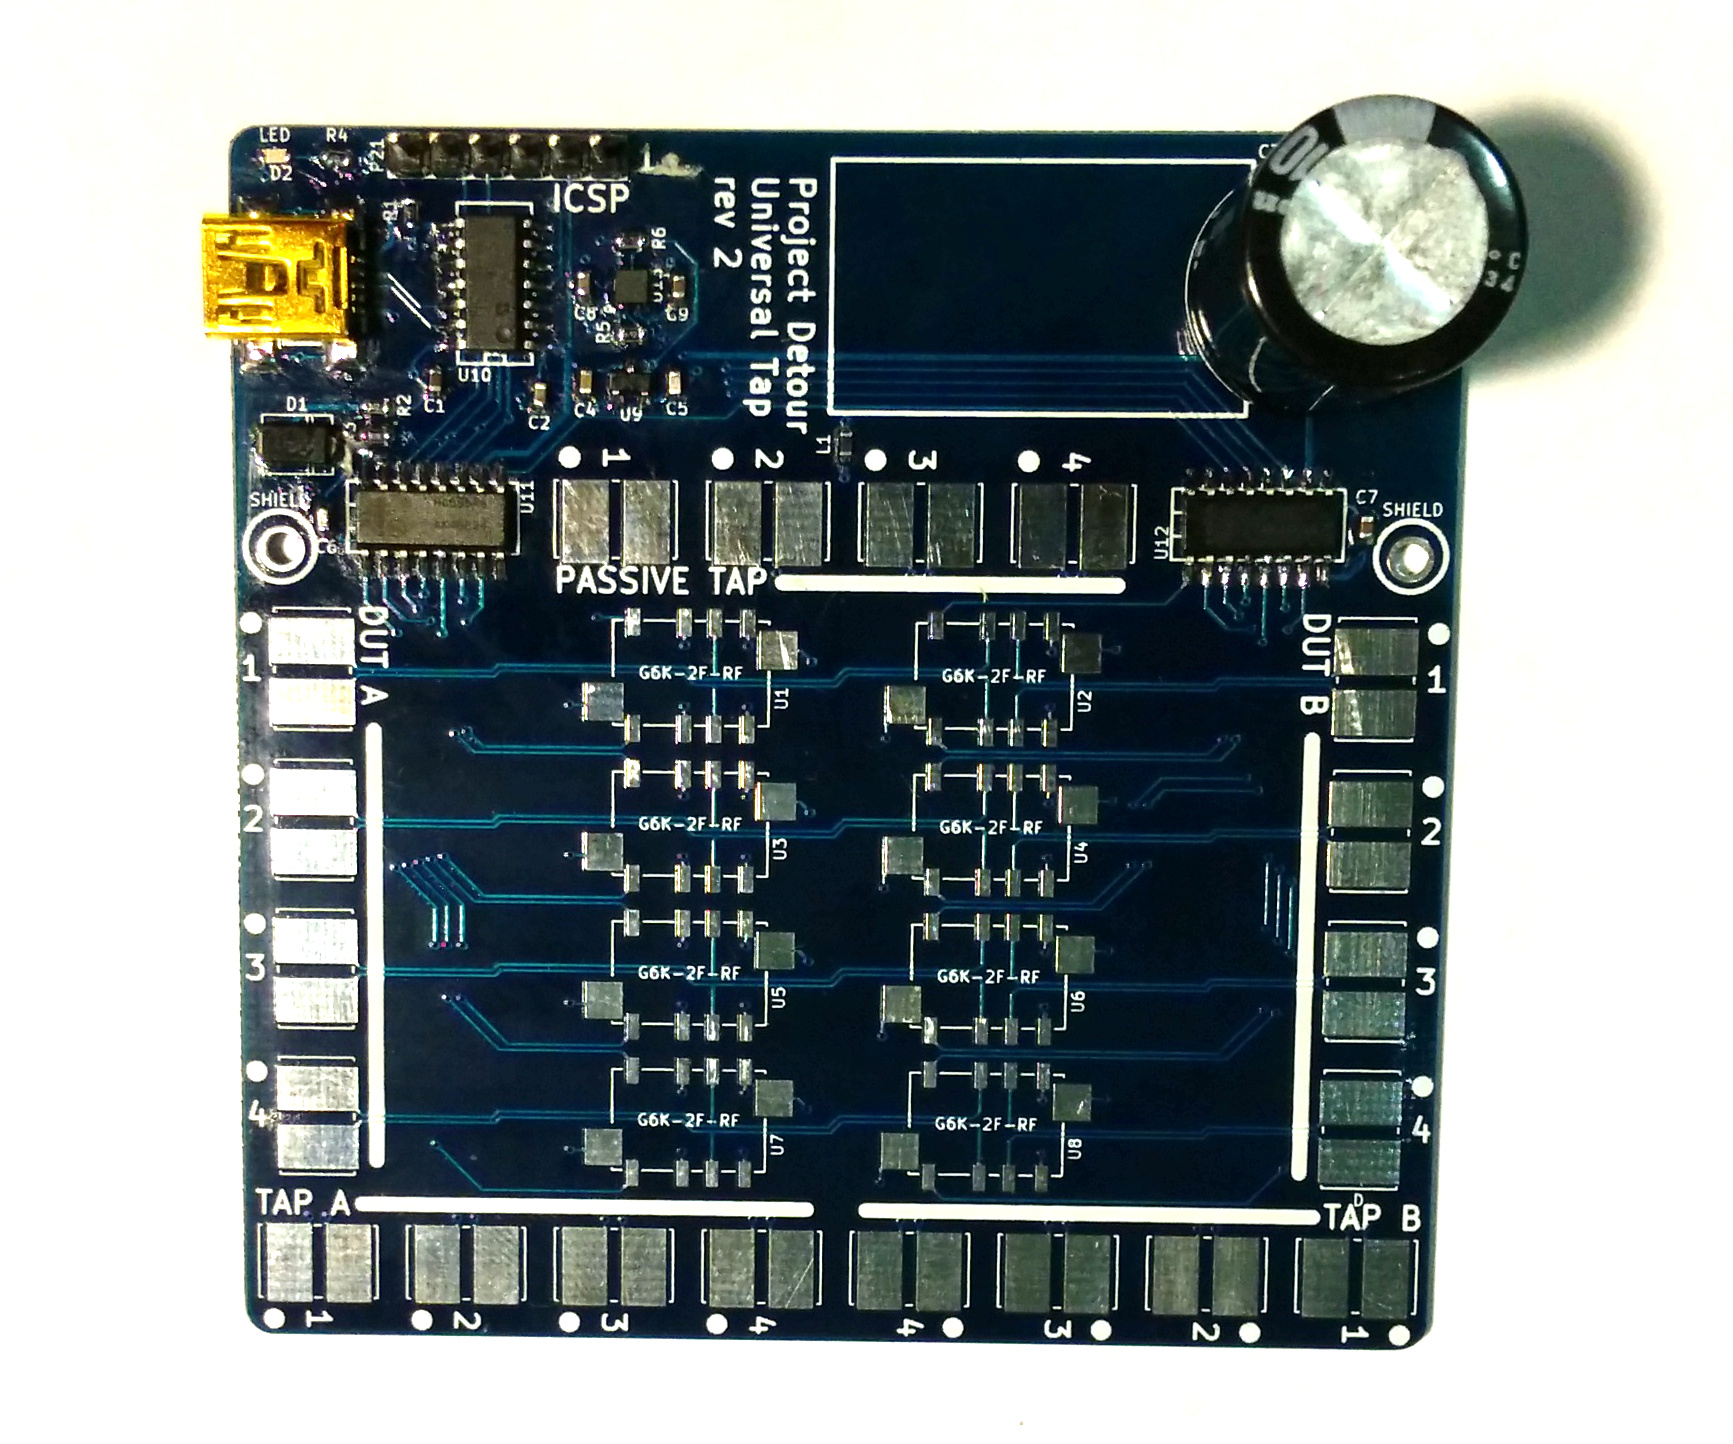 LED
R4
D2
P21
ICSP
R1
U10
R6
C8
U13
C9
R5
C1
C2
C4
U9
C5
R2
D1
Project Detour
Universal Tap
rev 2
10
°C
34
L1
1
2
3
4
SHIELD
C6
U11
PASSIVE TAP
U12
C7
SHIELD
DUT A
1
2
3
4
DUT B
1
2
3
4
G6K-2F-RF
U1
G6K-2F-RF
U2
G6K-2F-RF
U3
G6K-2F-RF
U4
G6K-2F-RF
U5
G6K-2F-RF
U6
G6K-2F-RF
U7
G6K-2F-RF
U8
TAP A
TAP B
D
1
2
3
4
4
3
2
1